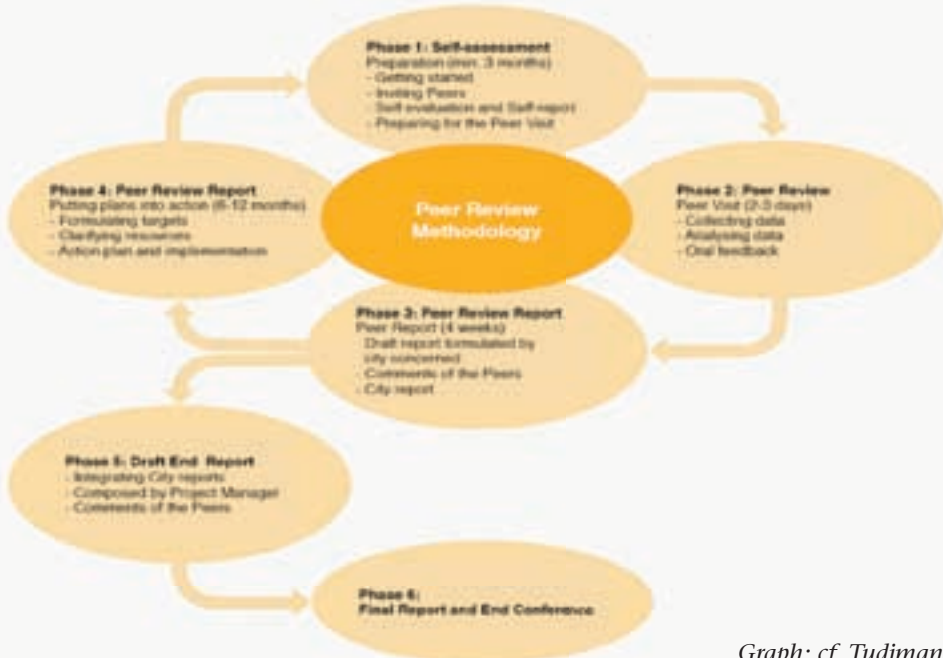 Phase 1: Self-assessment
Preparation (min. 3 months)
- Getting started
- Inviting Peers
- Self evaluation and Self-report
- Preparing for the Peer Visit
Peer Review
Methodology
Phase 2: Peer Review
Peer Visit (2-3 days)
- Collecting data
- Analysing data
- Oral feedback
Phase 3: Peer Review Report
Peer Report (4 weeks)
Draft report formulated by
city concerned
- Comments of the Peers
- City report
Phase 4: Peer Review Report
Putting plans into action (6-12 months)
- Formulating targets
- Clarifying resources
- Action plan and implementation
Phase 5: Draft End Report
- Integrating City reports
- Composed by Project Manager
- Comments of the Peers
Phase 6:
Final Report and End Conference
Graph: cf. Tudiman